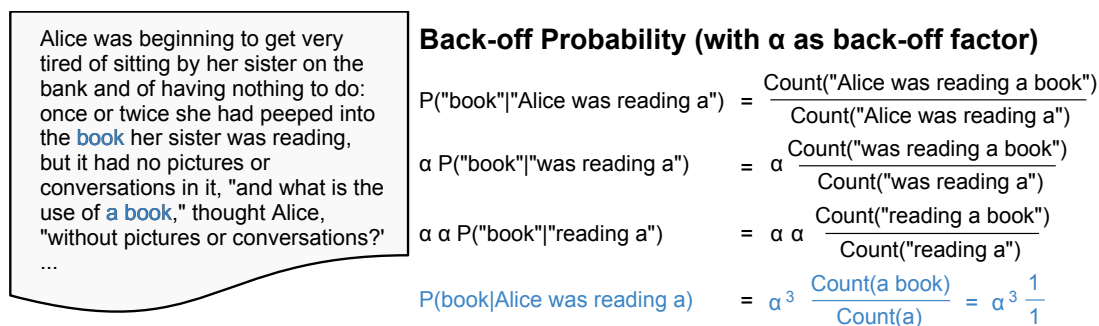 Alice was beginning to get very
tired of sitting by her sister on the
bank and of having nothing to do:
once or twice she had peeped into
the book her sister was reading,
but it had no pictures or
conversations in it, "and what is the
use of a book," thought Alice,
"without pictures or conversations?'
...
Back-off Probability (with α as back-off factor)
P("book"|"Alice was reading a") = Count("Alice was reading a book")
Count("Alice was reading a")
α P("book"|"was reading a") = α Count("was reading a book")
Count("was reading a")
α α P("book"|"reading a") = α α Count("reading a book")
Count("reading a")
P(book|Alice was reading a) = α³ Count(a book) = α³ 1
Count(a) 1